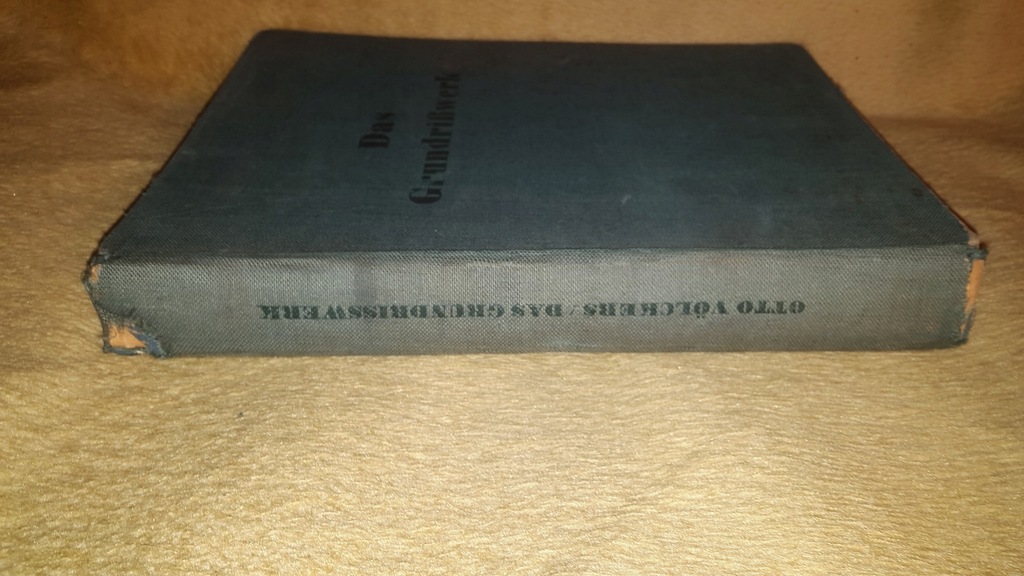 Das
Grundrißwerk
OTTO VÖLCKERS / DAS GRUNDRISSWERK